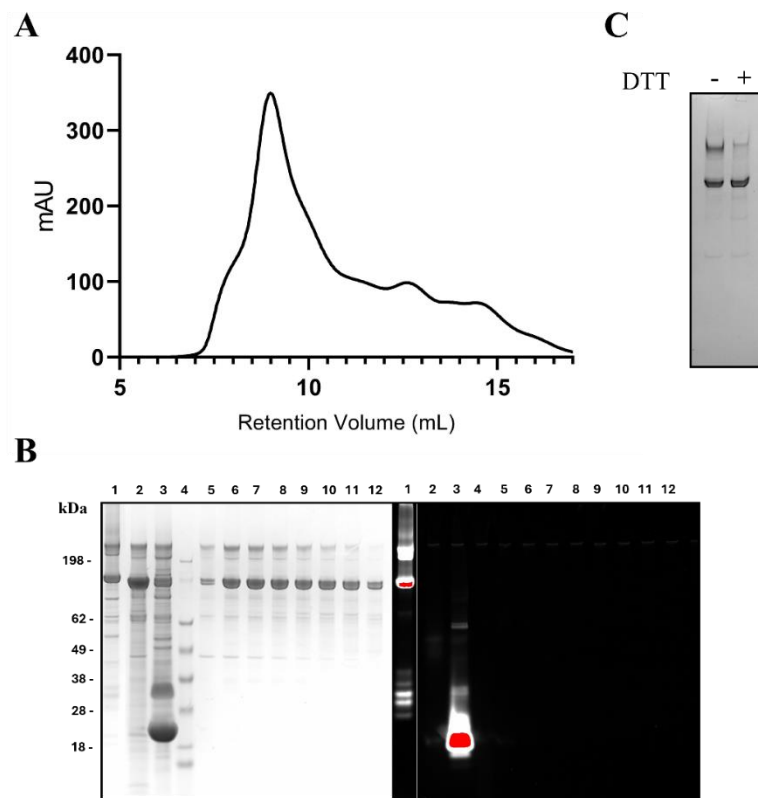 A
C
400
300
200
100
0
mAU
5
10
15
Retention Volume (mL)
DTT
- +
B
1 2 3 4 5 6 7 8 9 10 11 12 1 2 3 4 5 6 7 8 9 10 11 12
kDa
198 -
62 -
49 -
38 -
28 -
18 -